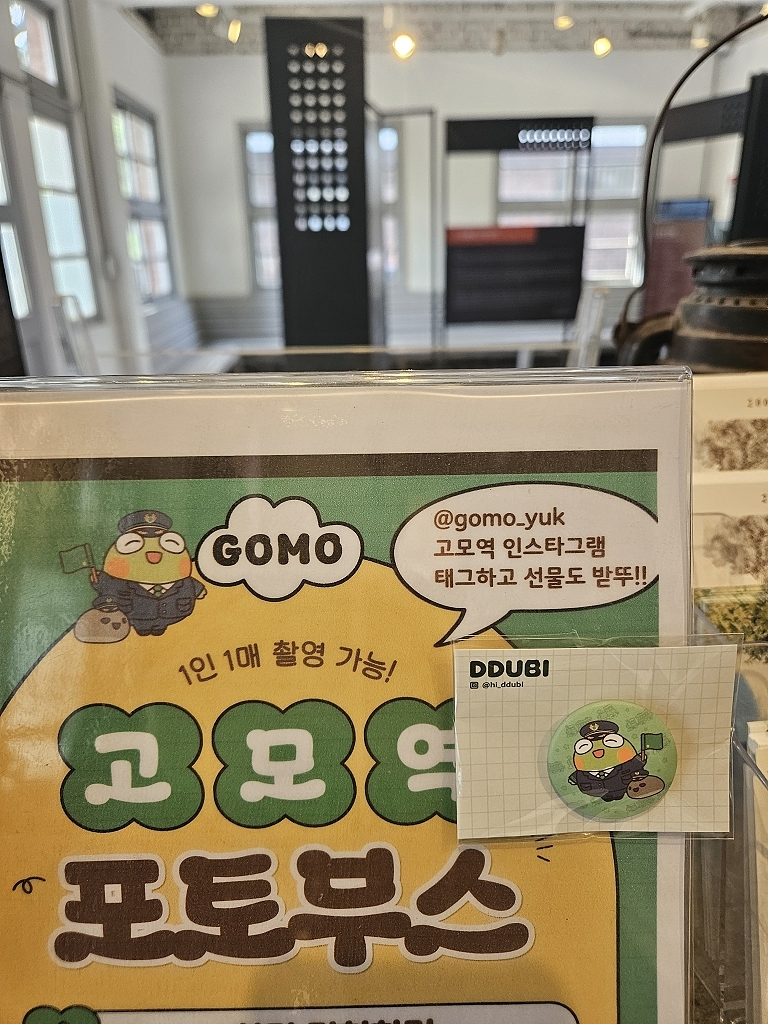 GOMO
@gomo_yuk
고모역 인스타그램
태그하고 선물도 받뚜!!
1인 1매 촬영 가능!
고모역
포토부스
DDUBI
@hi_ddubi